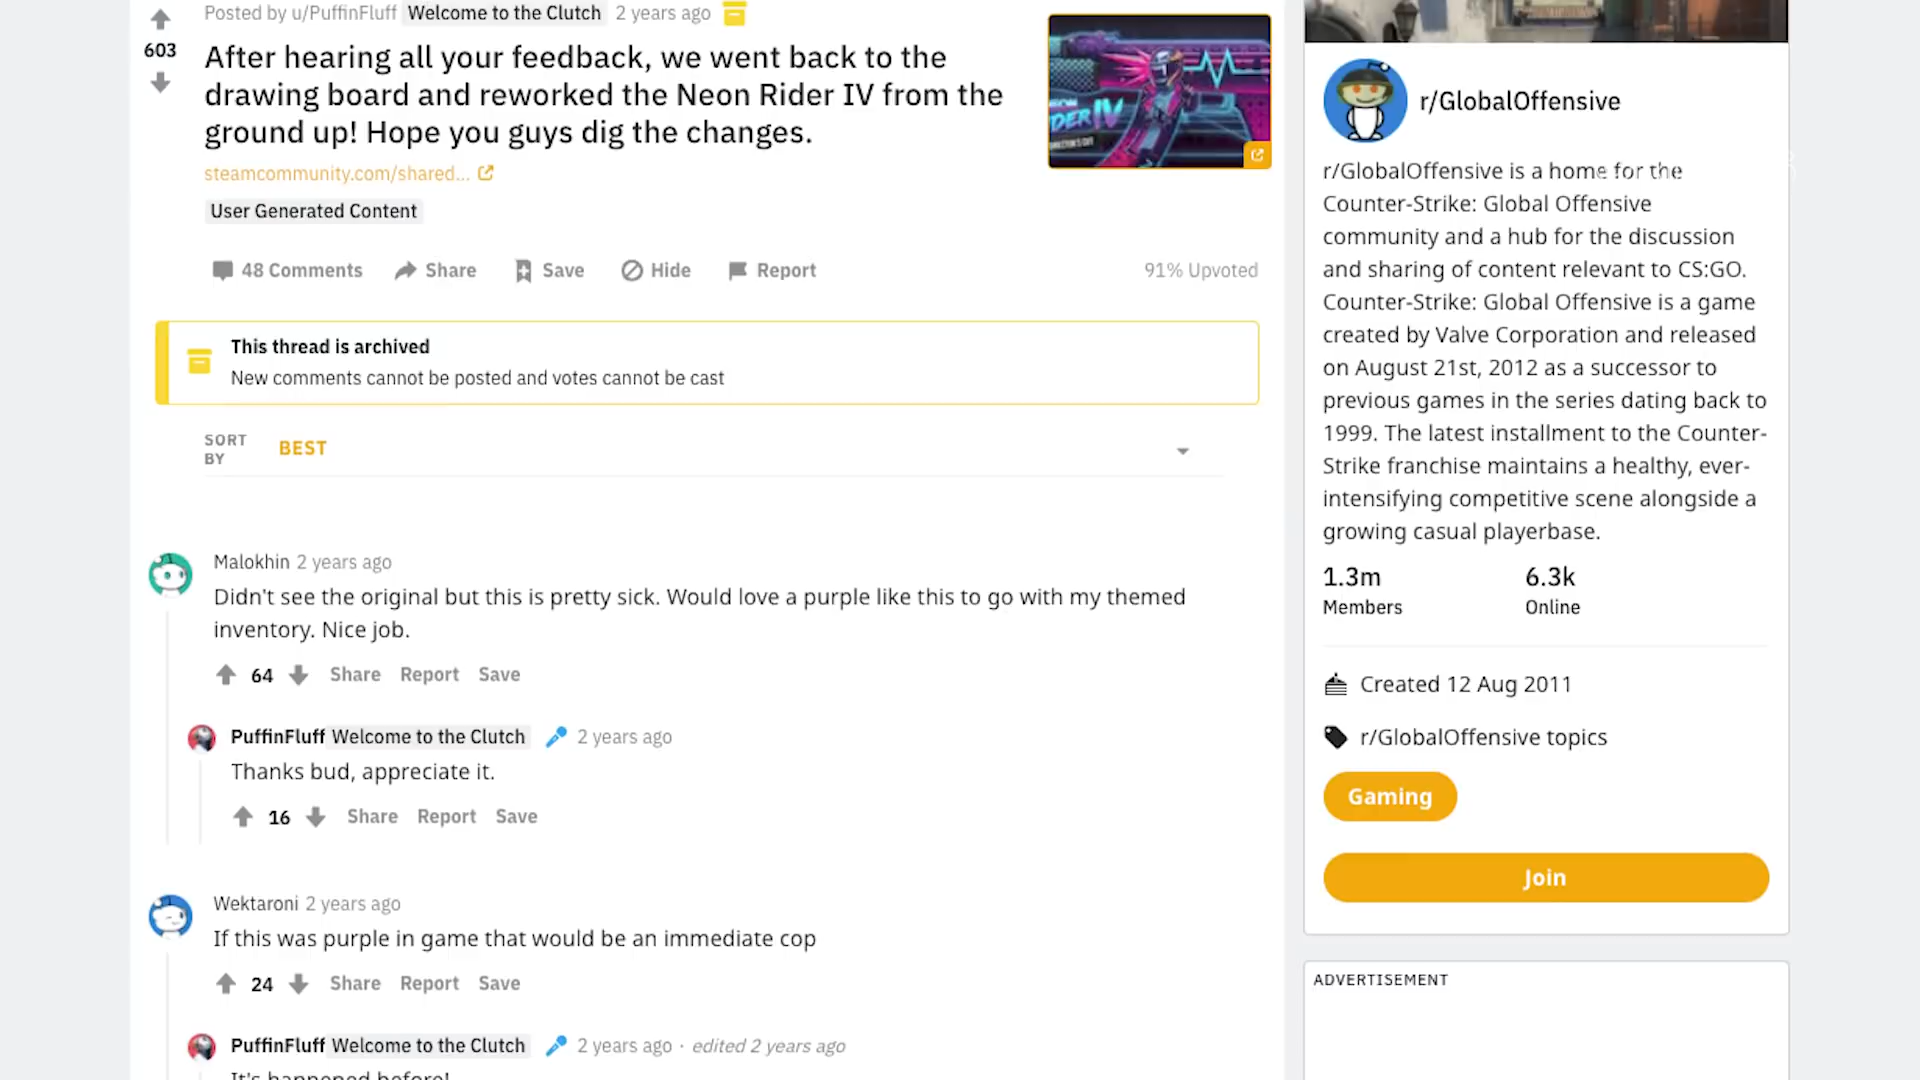 Posted by u/PuffinFluff Welcome to the Clutch 2 years ago
603
After hearing all your feedback, we went back to the
drawing board and reworked the Neon Rider IV from the
ground up! Hope you guys dig the changes.
steamcommunity.com/shared...
User Generated Content
48 Comments Share Save Hide Report 91% Upvoted
This thread is archived
New comments cannot be posted and votes cannot be cast
SORT BY BEST
Malokhin 2 years ago
Didn't see the original but this is pretty sick. Would love a purple like this to go with my themed
inventory. Nice job.
64 Share Report Save
PuffinFluff Welcome to the Clutch 2 years ago
Thanks bud, appreciate it.
16 Share Report Save
Wektaroni 2 years ago
If this was purple in game that would be an immediate cop
24 Share Report Save
PuffinFluff Welcome to the Clutch 2 years ago · edited 2 years ago
It's happened before!
r/GlobalOffensive
r/GlobalOffensive is a home for the
Counter-Strike: Global Offensive
community and a hub for the discussion
and sharing of content relevant to CS:GO.
Counter-Strike: Global Offensive is a game
created by Valve Corporation and released
on August 21st, 2012 as a successor to
previous games in the series dating back to
1999. The latest installment to the Counter-
Strike franchise maintains a healthy, ever-
intensifying competitive scene alongside a
growing casual playerbase.
1.3m 6.3k
Members Online
Created 12 Aug 2011
r/GlobalOffensive topics
Gaming
Join
ADVERTISEMENT